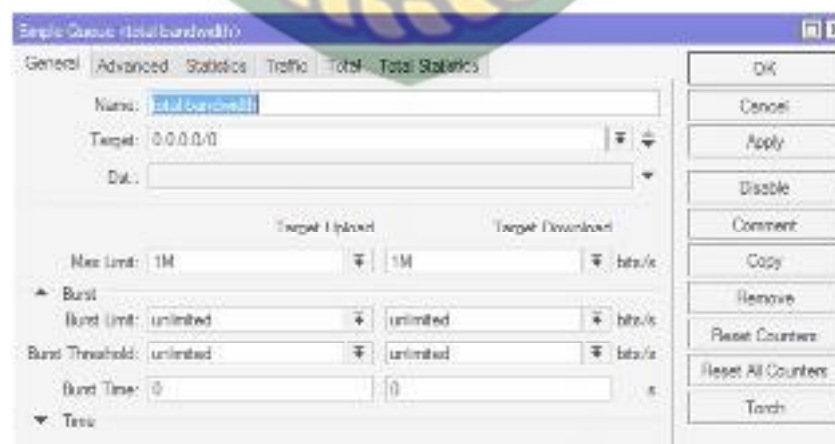 Simple Queue <total bandwidth>
General Advanced Statistics Traffic Total Total Statistics
Name: total bandwidth
Target: 0.0.0.0/0
Dst.:
Target Upload Target Download
Max Limit: 1M 1M bits/s
Burst
Burst Limit: unlimited unlimited bits/s
Burst Threshold: unlimited unlimited bits/s
Burst Time: 0 0 s
Time
OK
Cancel
Apply
Disable
Comment
Copy
Remove
Reset Counters
Reset All Counters
Torch